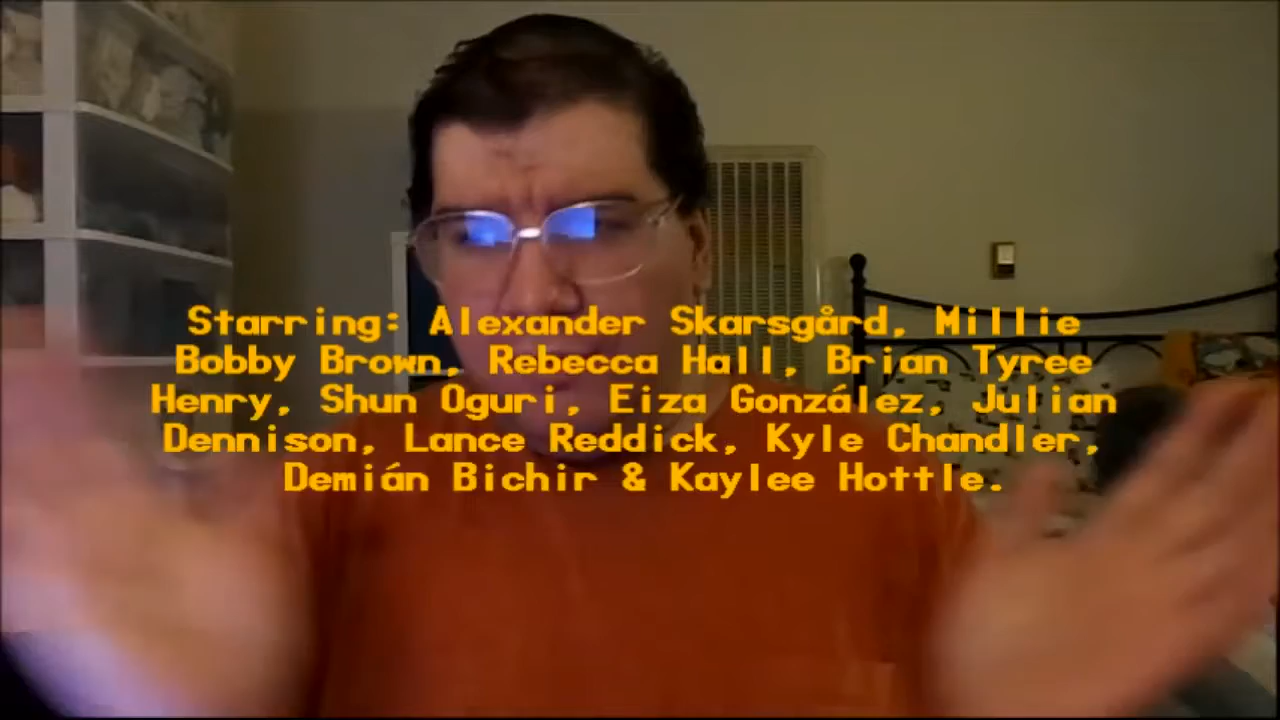 Starring: Alexander Skarsgård, Millie
Bobby Brown, Rebecca Hall, Brian Tyree
Henry, Shun Oguri, Eiza González, Julian
Dennison, Lance Reddick, Kyle Chandler,
Demián Bichir & Kaylee Hottle.